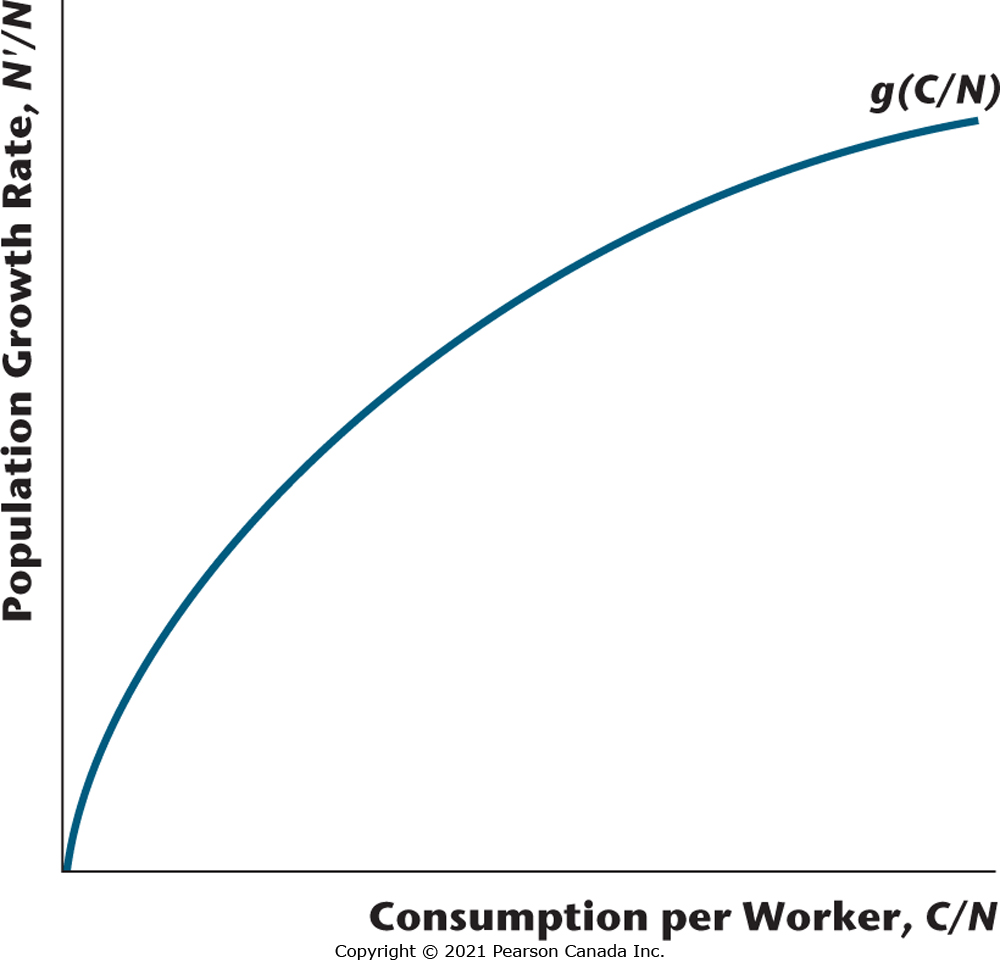 Population Growth Rate, N'/N
g(C/N)
Consumption per Worker, C/N
Copyright © 2021 Pearson Canada Inc.